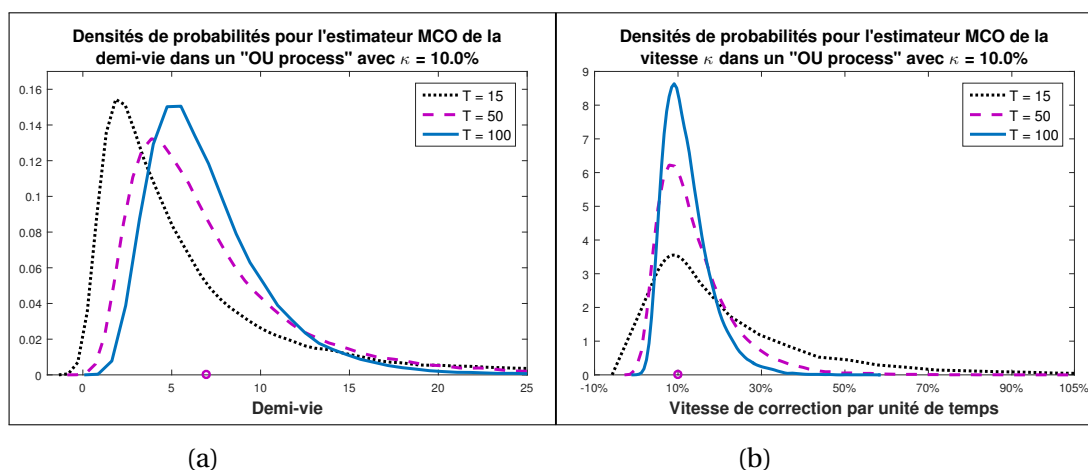 Densités de probabilités pour l'estimateur MCO de la
demi-vie dans un "OU process" avec κ = 10.0%
0.16
0.14
0.12
0.1
0.08
0.06
0.04
0.02
0
T = 15
T = 50
T = 100
0 5 10 15 20 25
Demi-vie
(a)
Densités de probabilités pour l'estimateur MCO de la
vitesse κ dans un "OU process" avec κ = 10.0%
9
8
7
6
5
4
3
2
1
0
T = 15
T = 50
T = 100
-10% 10% 30% 50% 70% 90% 105%
Vitesse de correction par unité de temps
(b)